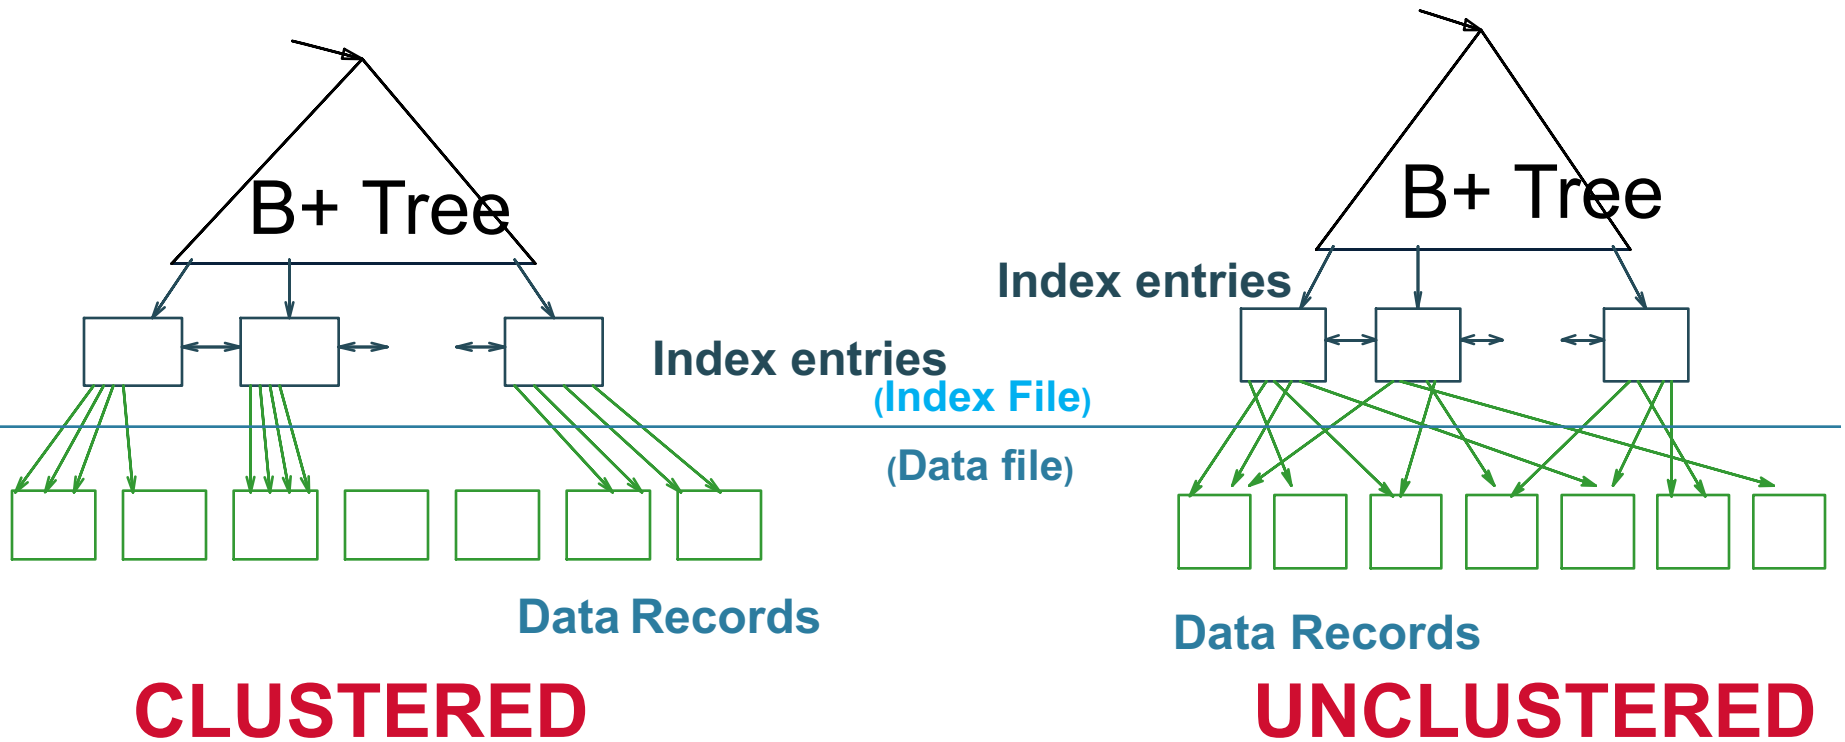 B+ Tree
B+ Tree
Index entries
Index entries
(Index File)
(Data file)
Data Records
Data Records
CLUSTERED
UNCLUSTERED